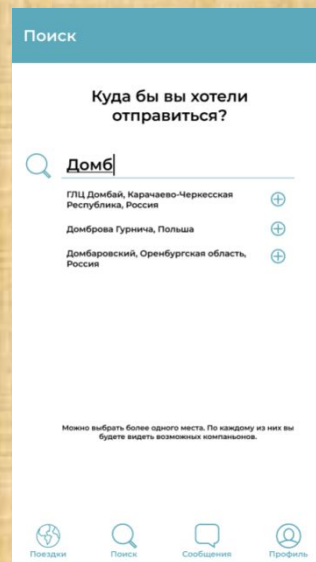 Поиск
Куда бы вы хотели
отправиться?
Домб
ГЛЦ Домбай, Карачаево-Черкесская
Республика, Россия
Домброва Гурнича, Польша
Домбаровский, Оренбургская область,
Россия
Можно выбрать более одного места. По каждому из них вы
будете видеть возможных компаньонов.
Поездки
Поиск
Сообщения
Профиль